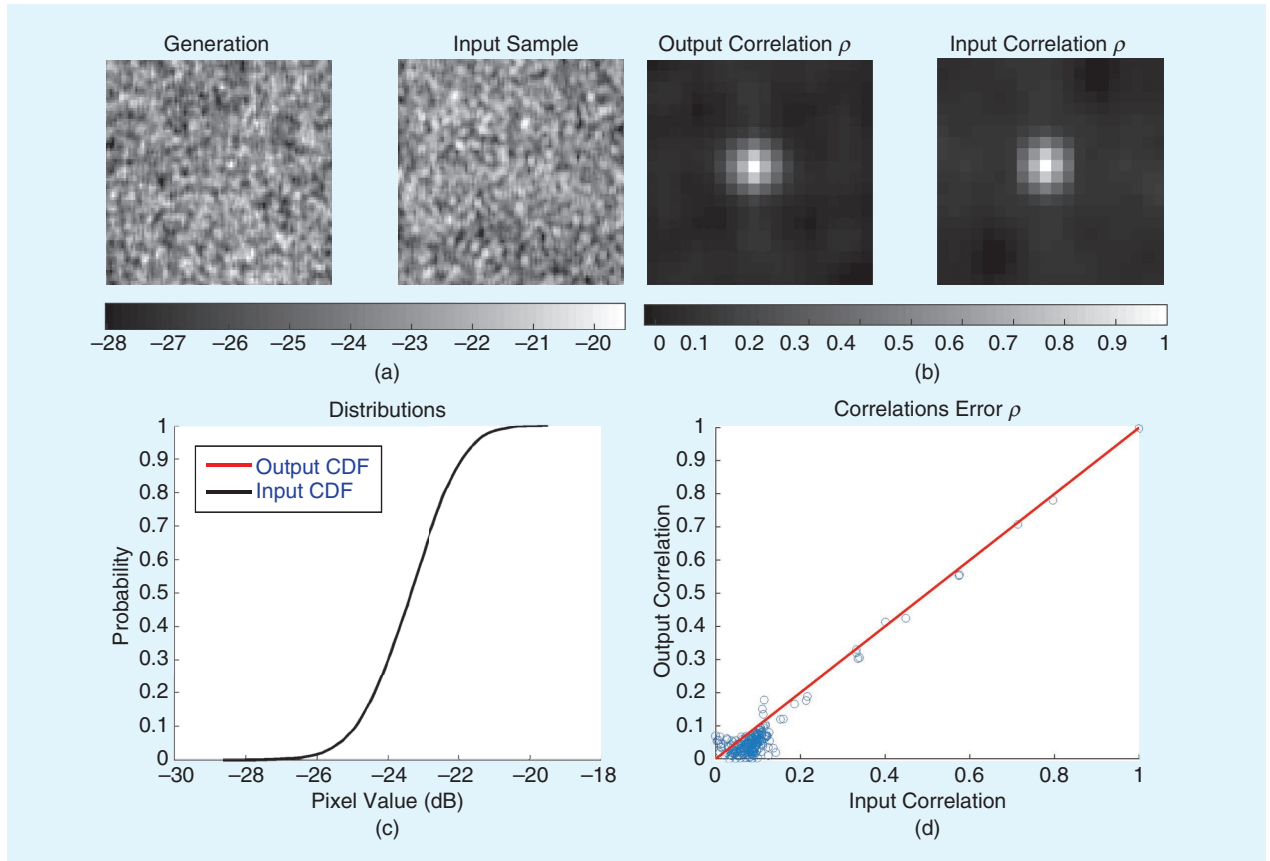 Generation
Input Sample
Output Correlation ρ
Input Correlation ρ
−28 −27 −26 −25 −24 −23 −22 −21 −20
0 0.1 0.2 0.3 0.4 0.5 0.6 0.7 0.8 0.9 1
(a)
(b)
Distributions
1
0.9
0.8
0.7
0.6
0.5
0.4
0.3
0.2
0.1
0
Probability
Output CDF
Input CDF
−30 −28 −26 −24 −22 −20 −18
Pixel Value (dB)
(c)
Correlations Error ρ
1
0.9
0.8
0.7
0.6
0.5
0.4
0.3
0.2
0.1
0
Output Correlation
0 0.2 0.4 0.6 0.8 1
Input Correlation
(d)